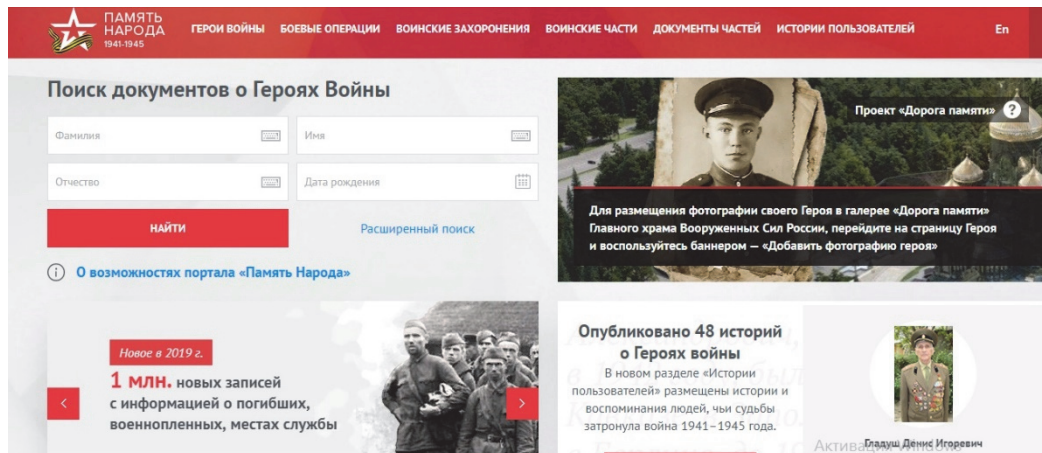 ПАМЯТЬ
НАРОДА
1941-1945
ГЕРОИ ВОЙНЫ БОЕВЫЕ ОПЕРАЦИИ ВОИНСКИЕ ЗАХОРОНЕНИЯ ВОИНСКИЕ ЧАСТИ ДОКУМЕНТЫ ЧАСТЕЙ ИСТОРИИ ПОЛЬЗОВАТЕЛЕЙ En
Поиск документов о Героях Войны
Фамилия
Имя
Отчество
Дата рождения
НАЙТИ
Расширенный поиск
О возможностях портала «Память Народа»
Проект «Дорога памяти» ?
Для размещения фотографии своего Героя в галерее «Дорога памяти»
Главного храма Вооруженных Сил России, перейдите на страницу Героя
и воспользуйтесь баннером — «Добавить фотографию героя»
Новое в 2019 г.
1 млн. новых записей
с информацией о погибших,
военнопленных, местах службы
Опубликовано 48 историй
о Героях войны
В новом разделе «Истории
пользователей» размещены истории и
воспоминания людей, чьи судьбы
затронула война 1941–1945 года.
Гладуш Денис Игоревич